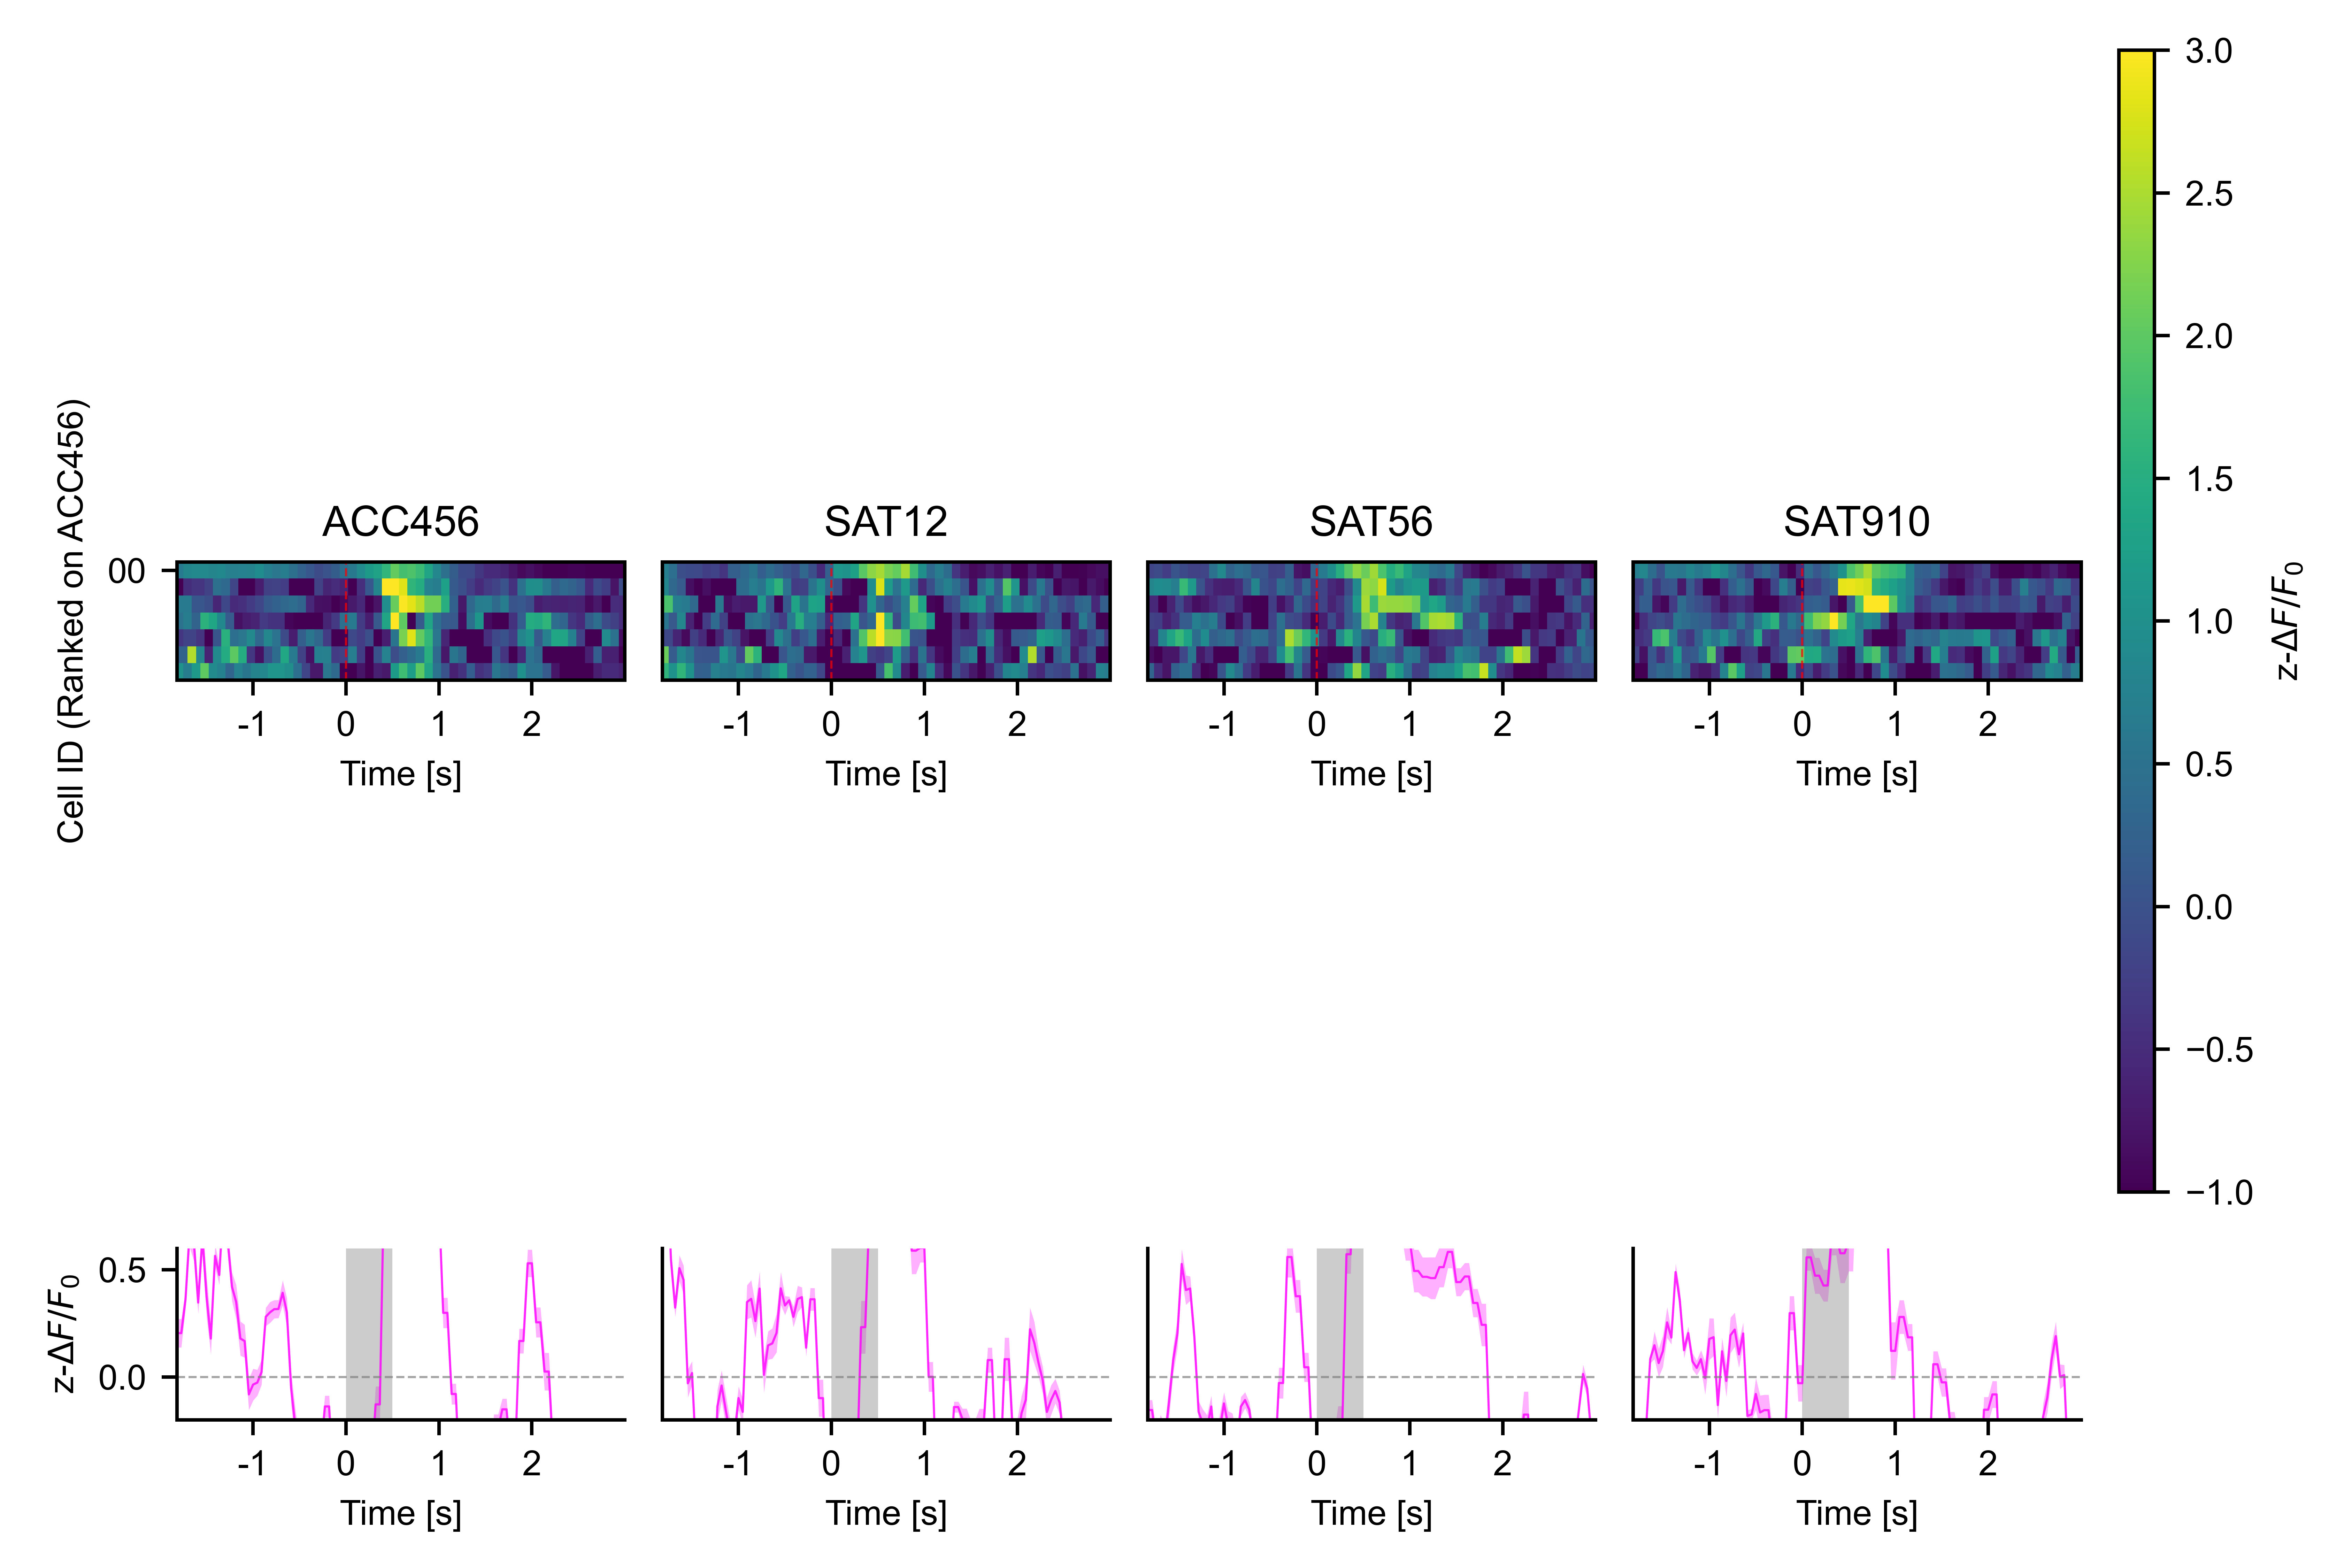 3.0
2.5
2.0
1.5
1.0
0.5
0.0
−0.5
−1.0
z-ΔF/F0
Cell ID (Ranked on ACC456)
ACC456 SAT12 SAT56 SAT910
00
-1 0 1 2 -1 0 1 2 -1 0 1 2 -1 0 1 2
Time [s] Time [s] Time [s] Time [s]
z-ΔF/F0
0.5
0.0
-1 0 1 2 -1 0 1 2 -1 0 1 2 -1 0 1 2
Time [s] Time [s] Time [s] Time [s]